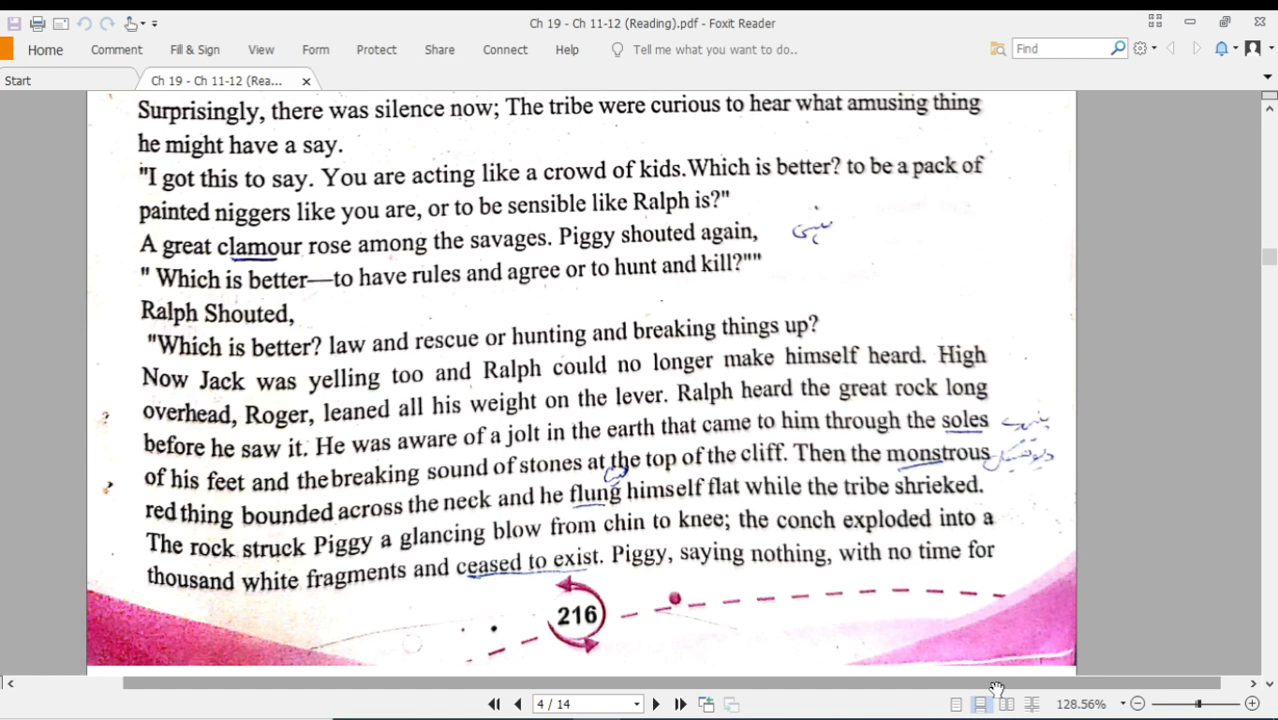 Ch 19 - Ch 11-12 (Reading).pdf - Foxit Reader
Home Comment Fill & Sign View Form Protect Share Connect Help Tell me what you want to do.. Find
Start Ch 19 - Ch 11-12 (Rea...
Surprisingly, there was silence now; The tribe were curious to hear what amusing thing
he might have a say.
"I got this to say. You are acting like a crowd of kids.Which is better? to be a pack of
painted niggers like you are, or to be sensible like Ralph is?"
A great clamour rose among the savages. Piggy shouted again,
" Which is better—to have rules and agree or to hunt and kill?""
Ralph Shouted,
"Which is better? law and rescue or hunting and breaking things up?
Now Jack was yelling too and Ralph could no longer make himself heard. High
overhead, Roger, leaned all his weight on the lever. Ralph heard the great rock long
before he saw it. He was aware of a jolt in the earth that came to him through the soles
of his feet and the breaking sound of stones at the top of the cliff. Then the monstrous
red thing bounded across the neck and he flung himself flat while the tribe shrieked.
The rock struck Piggy a glancing blow from chin to knee; the conch exploded into a
thousand white fragments and ceased to exist. Piggy, saying nothing, with no time for
216
4 / 14
128.56%